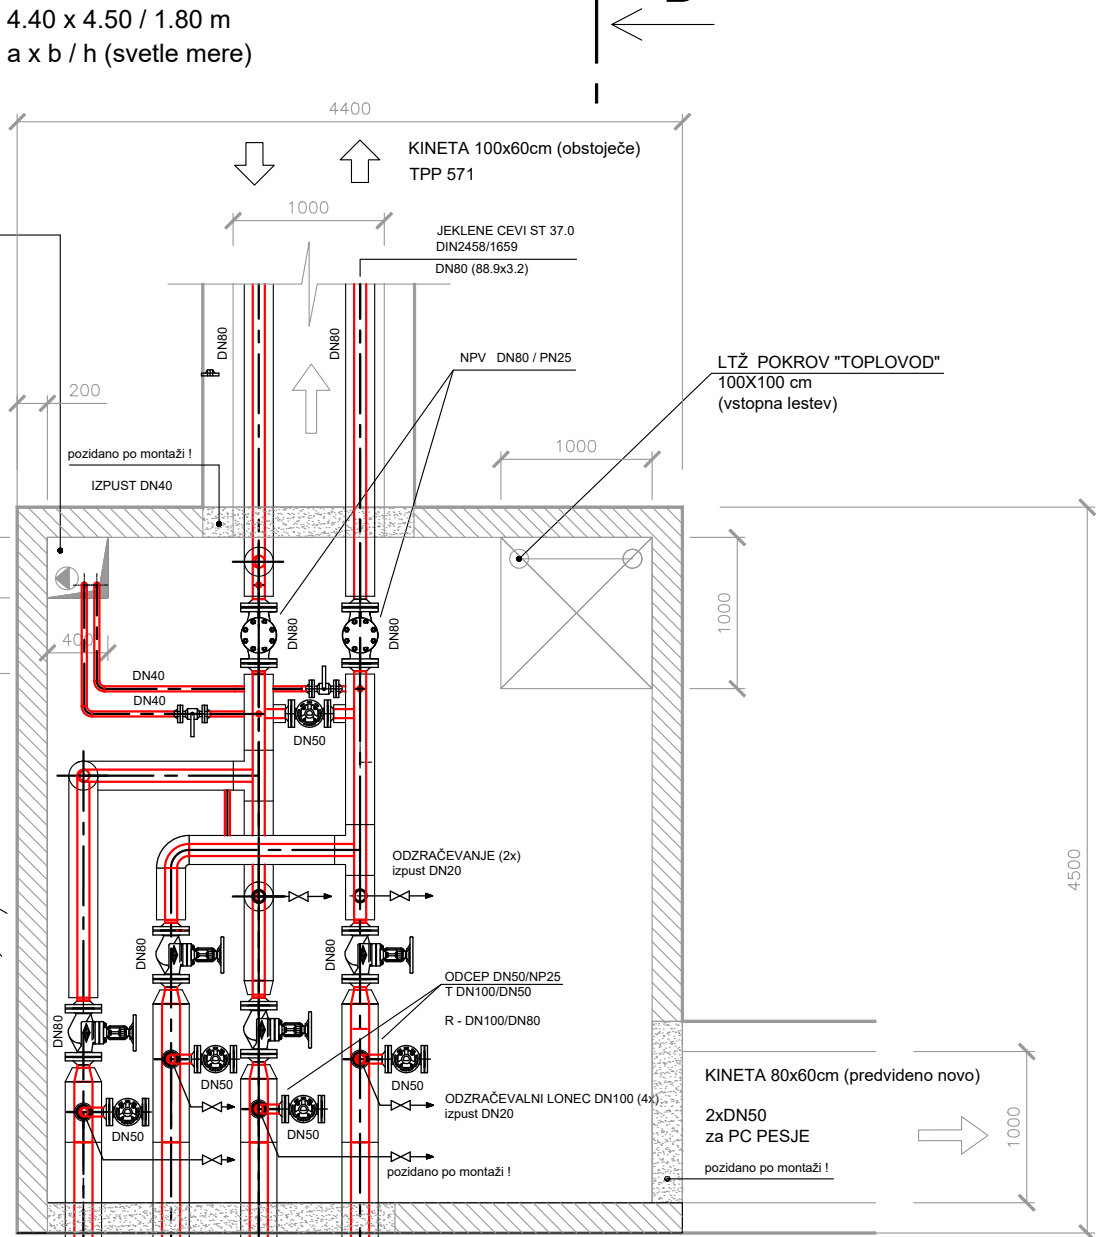 4.40 x 4.50 / 1.80 m
a x b / h (svetle mere)
4400
KINETA 100x60cm (obstoječe)
TPP 571
1000
JEKLENE CEVI ST 37.0
DIN2458/1659
DN80 (88.9x3.2)
DN80
DN80
NPV DN80 / PN25
LTŽ POKROV "TOPLOVOD"
100X100 cm
(vstopna lestev)
200
1000
pozidano po montaži !
IZPUST DN40
1000
400
DN80
DN80
DN40
DN40
DN50
ODZRAČEVANJE (2x)
izpust DN20
4500
DN80
DN80
ODCEP DN50/NP25
T DN100/DN50
R - DN100/DN80
DN80
DN50
DN50
KINETA 80x60cm (predvideno novo)
ODZRAČEVALNI LONEC DN100 (4x)
izpust DN20
2xDN50
za PC PESJE
1000
DN50
DN50
pozidano po montaži !
pozidano po montaži !